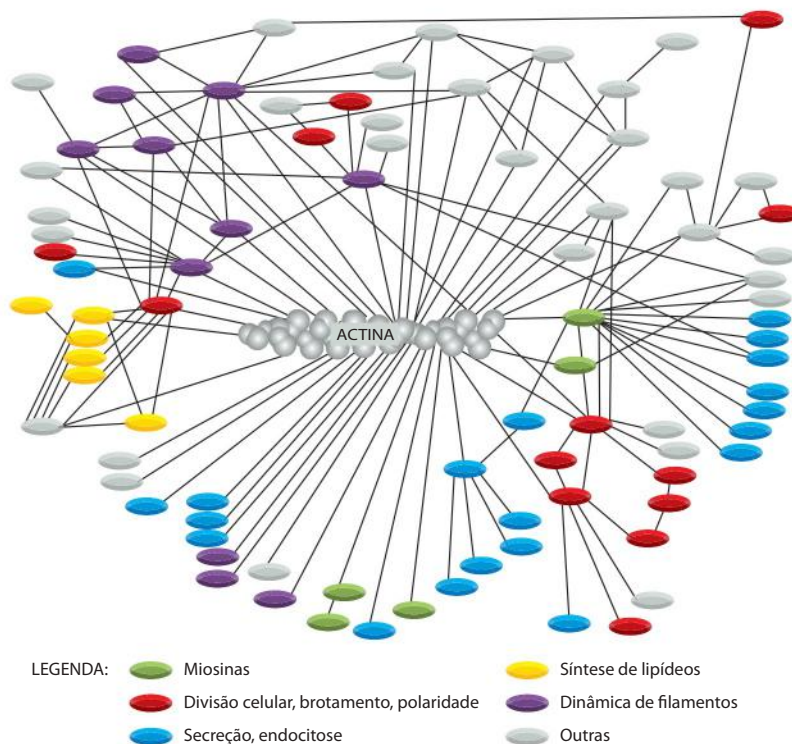 ACTINA
LEGENDA:
Miosinas
Síntese de lipídeos
Divisão celular, brotamento, polaridade
Dinâmica de filamentos
Secreção, endocitose
Outras